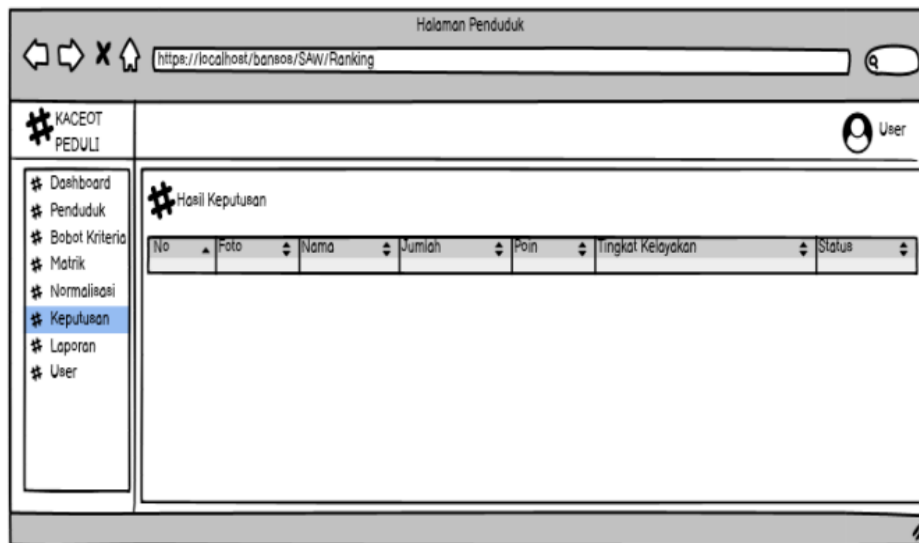 Halaman Penduduk
https://localhost/bansos/SAW/Ranking
KACEOT
PEDULI
User
Dashboard
Penduduk
Bobot Kriteria
Matrik
Normalisasi
Keputusan
Laporan
User
Hasil Keputusan
No Foto Nama Jumlah Poin Tingkat Kelayakan Status